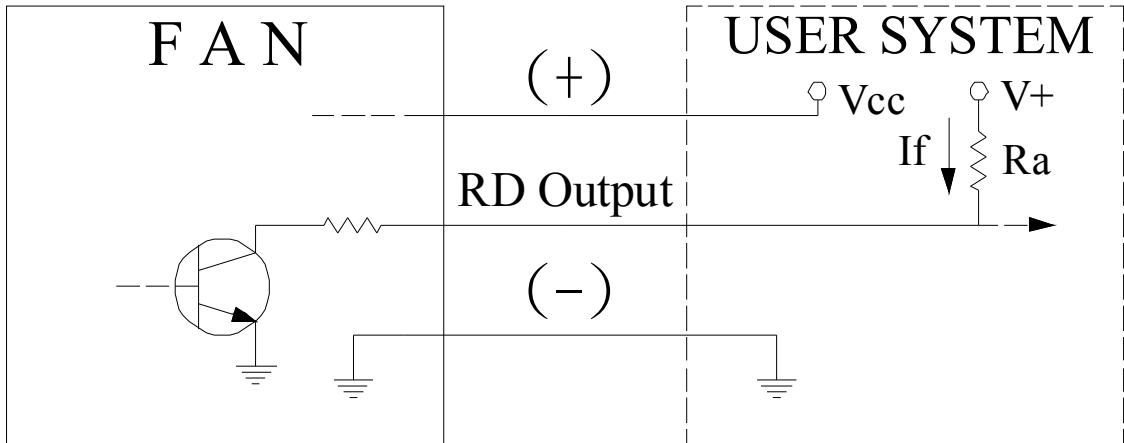 F A N
USER SYSTEM
(+)
Vcc
V+
If
Ra
RD Output
(-)